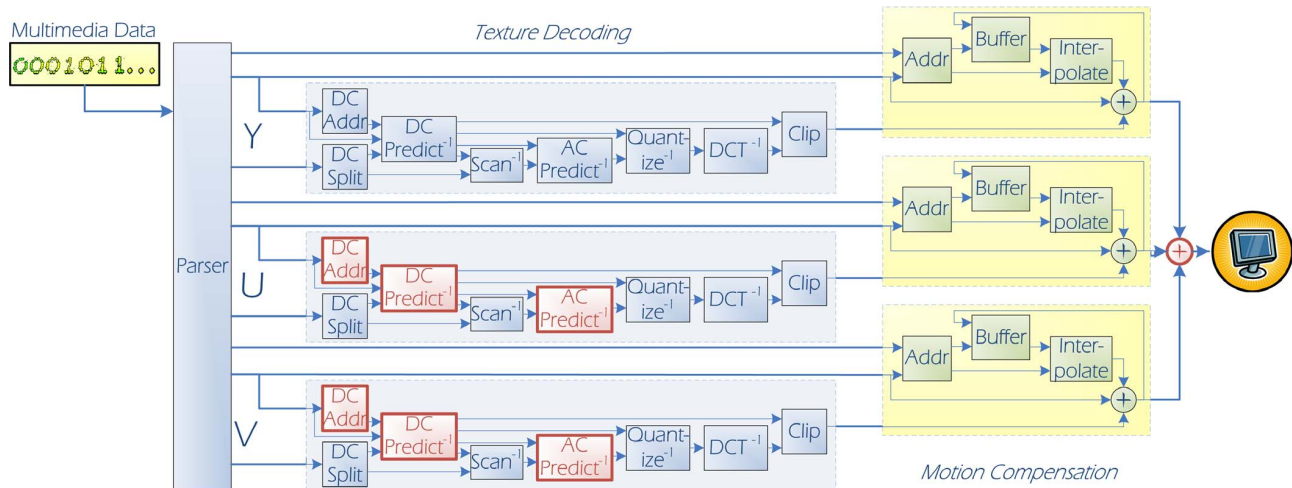 Multimedia Data
0001011...
Texture Decoding
Motion Compensation
Parser
Y
DC
Addr
DC
Split
DC
Predict-1
Scan-1
AC
Predict-1
Quant-
ize-1
DCT -1
Clip
Addr
Buffer
Inter-
polate
+
U
DC
Addr
DC
Split
DC
Predict-1
Scan-1
AC
Predict-1
Quant-
ize-1
DCT -1
Clip
Addr
Buffer
Inter-
polate
+
+
V
DC
Addr
DC
Split
DC
Predict-1
Scan-1
AC
Predict-1
Quant-
ize-1
DCT -1
Clip
Addr
Buffer
Inter-
polate
+